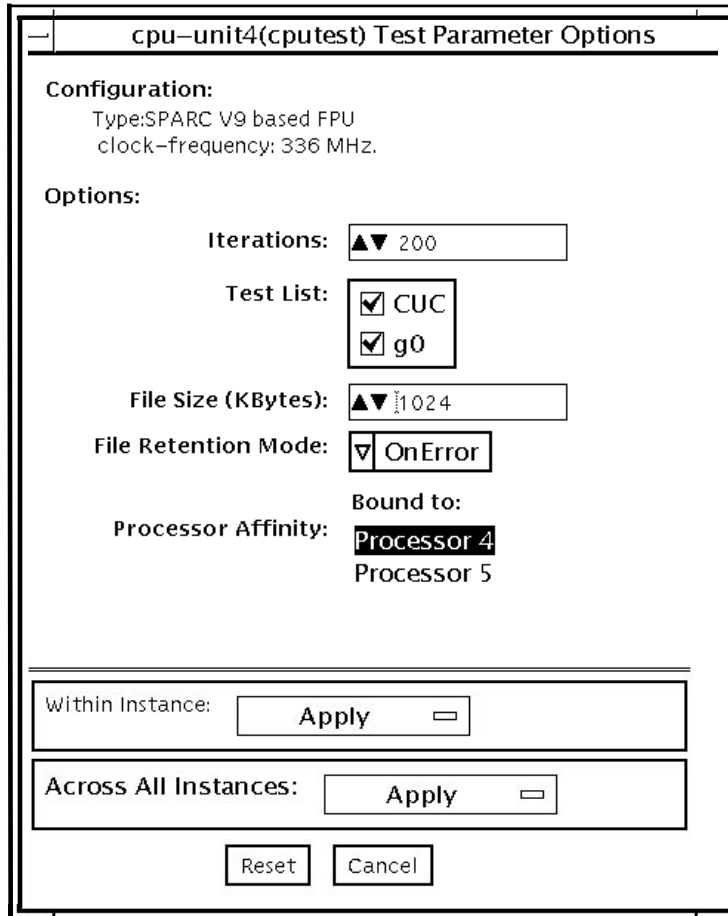 cpu−unit4(cputest) Test Parameter Options
Configuration:
Type:SPARC V9 based FPU
clock−frequency: 336 MHz.
Options:
Iterations: 200
Test List: CUC
g0
File Size (KBytes): 1024
File Retention Mode: OnError
Bound to:
Processor Affinity:
Processor 4
Processor 5
Within Instance: Apply
Across All Instances: Apply
Reset Cancel